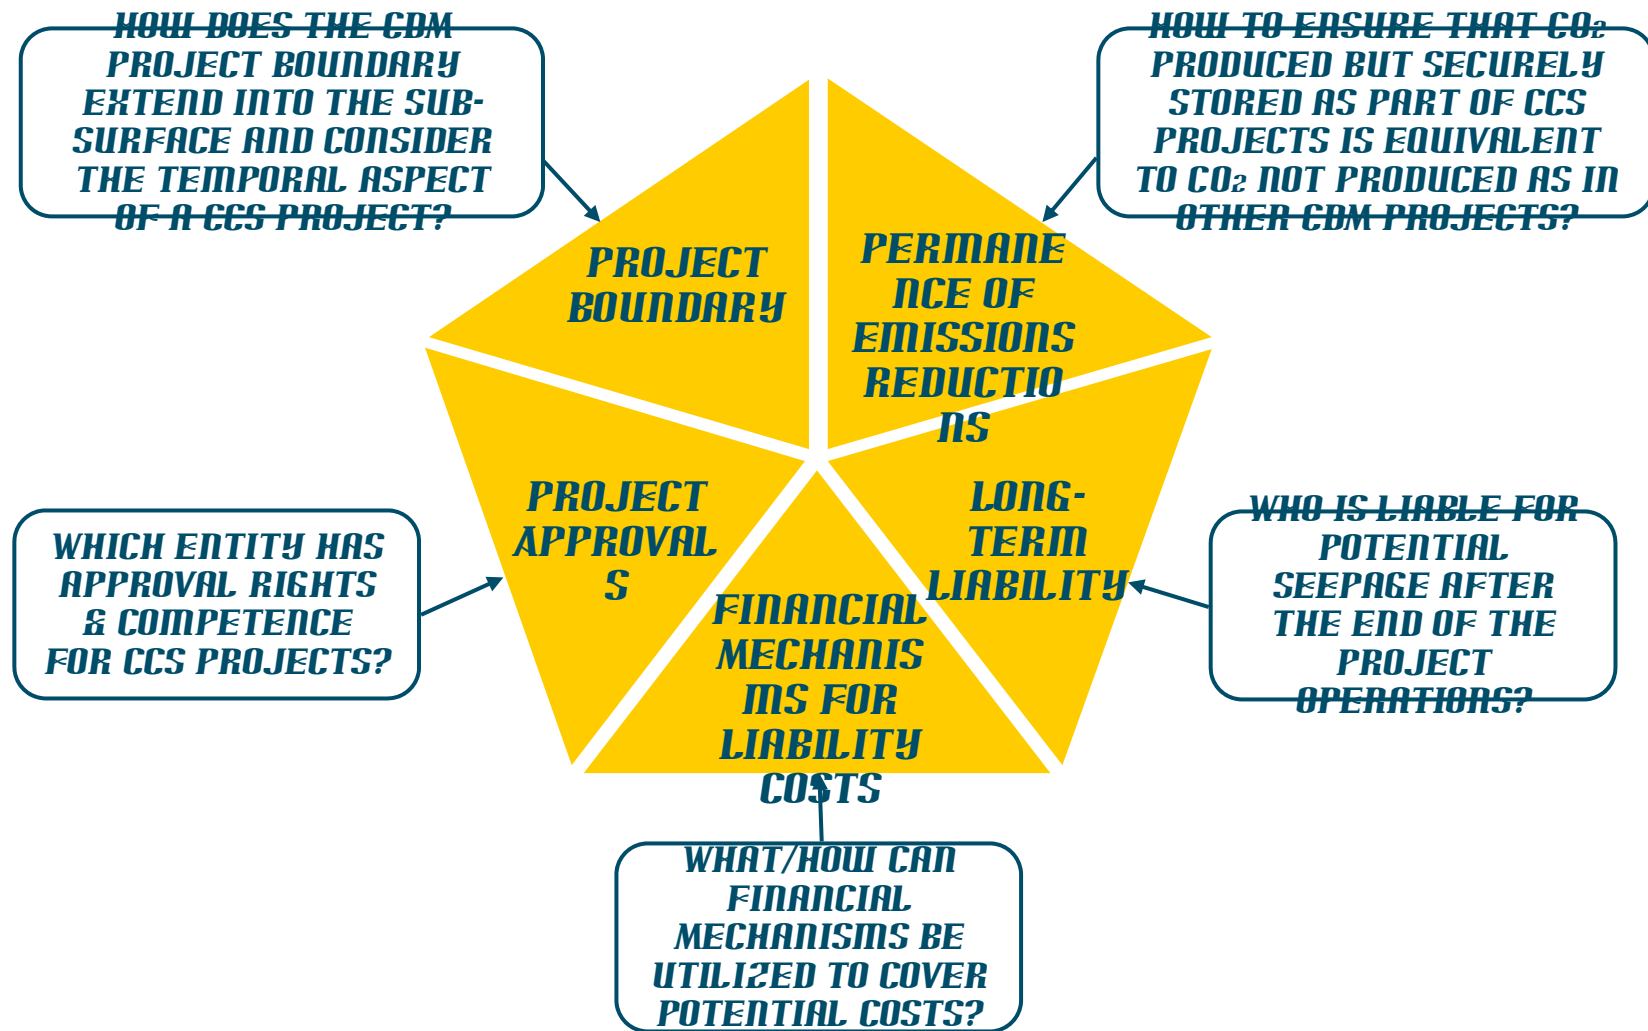 HOW DOES THE CDM
PROJECT BOUNDARY
EXTEND INTO THE SUB-
SURFACE AND CONSIDER
THE TEMPORAL ASPECT
OF A CCS PROJECT?
HOW TO ENSURE THAT CO₂
PRODUCED BUT SECURELY
STORED AS PART OF CCS
PROJECTS IS EQUIVALENT
TO CO₂ NOT PRODUCED AS IN
OTHER CDM PROJECTS?
PROJECT
BOUNDARY
PERMANE
NCE OF
EMISSIONS
REDUCTIO
NS
PROJECT
APPROVAL
S
LONG-
TERM
LIABILITY
FINANCIAL
MECHANIS
MS FOR
LIABILITY
COSTS
WHICH ENTITY HAS
APPROVAL RIGHTS
& COMPETENCE
FOR CCS PROJECTS?
WHO IS LIABLE FOR
POTENTIAL
SEEPAGE AFTER
THE END OF THE
PROJECT
OPERATIONS?
WHAT/HOW CAN
FINANCIAL
MECHANISMS BE
UTILIZED TO COVER
POTENTIAL COSTS?